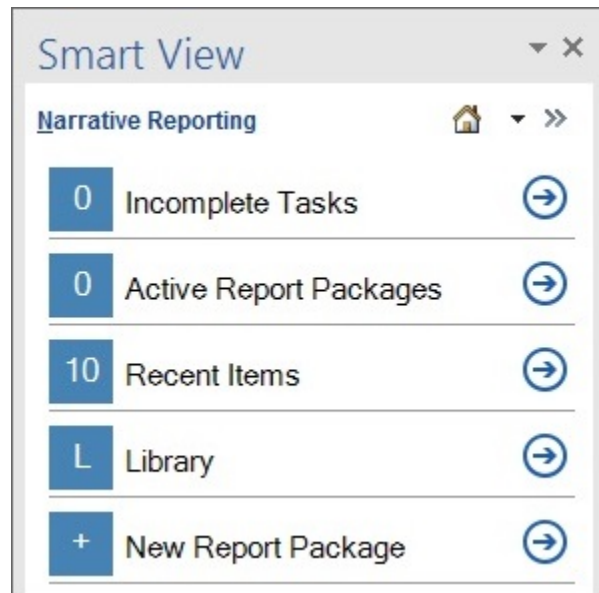 Smart View
Narrative Reporting
0 Incomplete Tasks
0 Active Report Packages
10 Recent Items
L Library
+ New Report Package